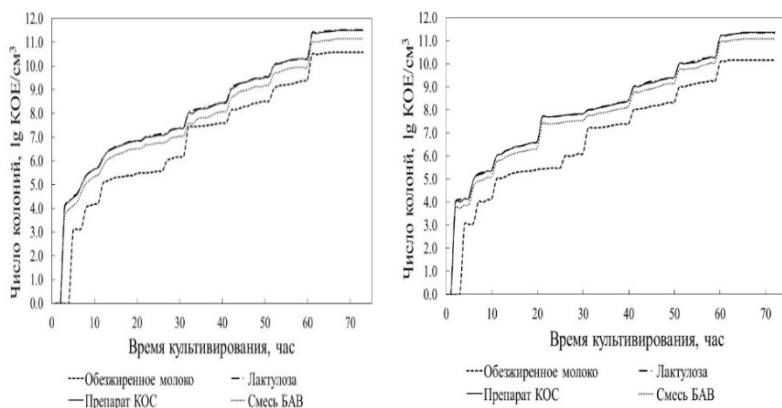 Число колоний, lg КОЕ/см³
12.0
11.0
10.0
9.0
8.0
7.0
6.0
5.0
4.0
3.0
2.0
1.0
0.0
0 10 20 30 40 50 60 70
Время культивирования, час
Обезжиренное молоко
Лактулоза
Препарат КОС
Смесь БАВ
Число колоний, lg КОЕ/см³
12.0
11.0
10.0
9.0
8.0
7.0
6.0
5.0
4.0
3.0
2.0
1.0
0.0
0 10 20 30 40 50 60 70
Время культивирования, час
Обезжиренное молоко
Лактулоза
Препарат КОС
Смесь БАВ